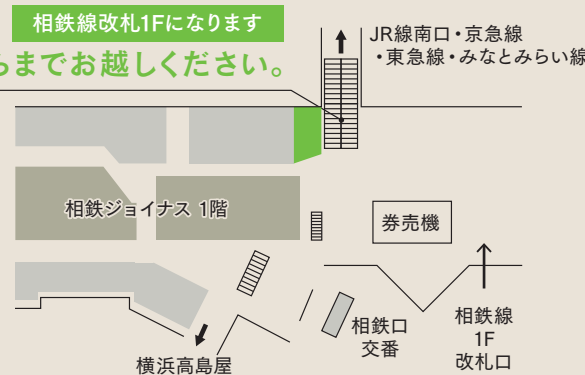 相鉄線改札1Fになります
らまでお越しください。
JR線南口・京急線
・東急線・みなとみらい線
相鉄ジョイナス 1階
券売機
相鉄口
交番
相鉄線
1F
改札口
横浜高島屋